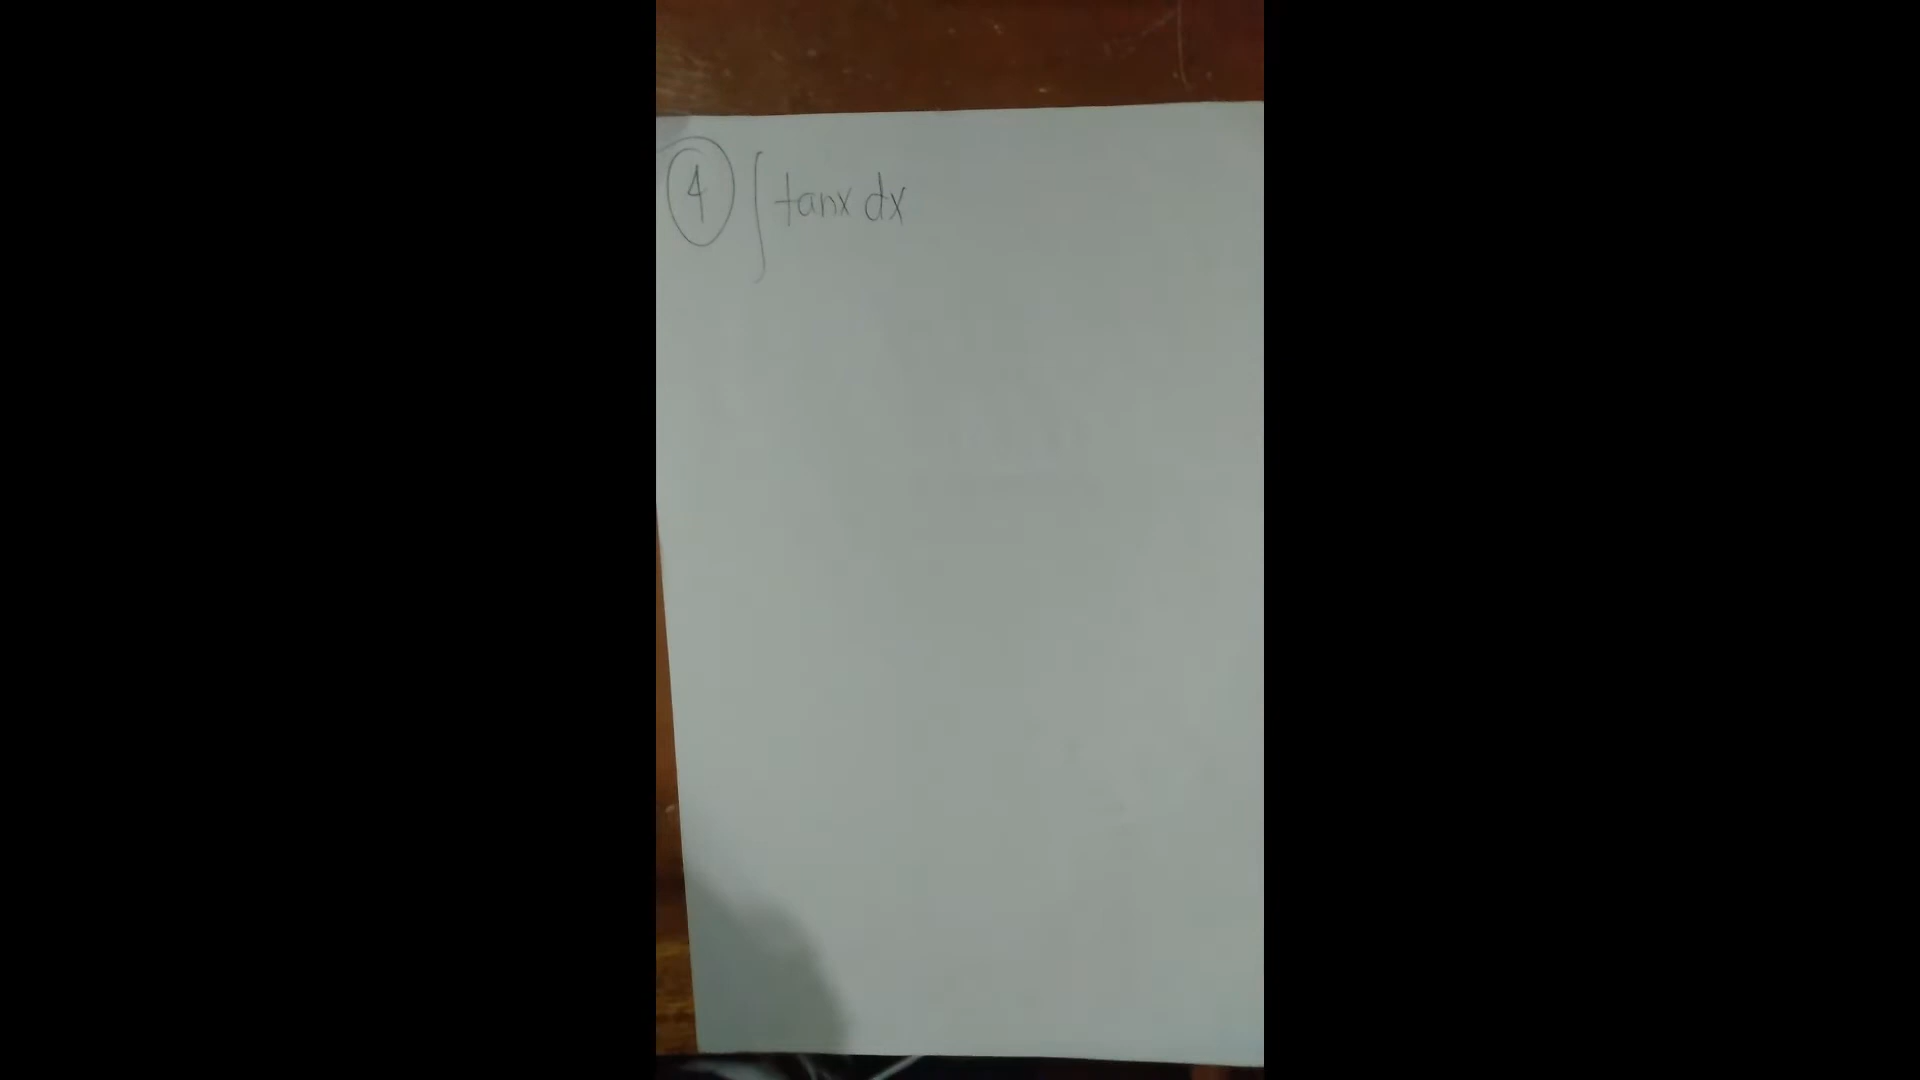 ④ ∫ tanx dx